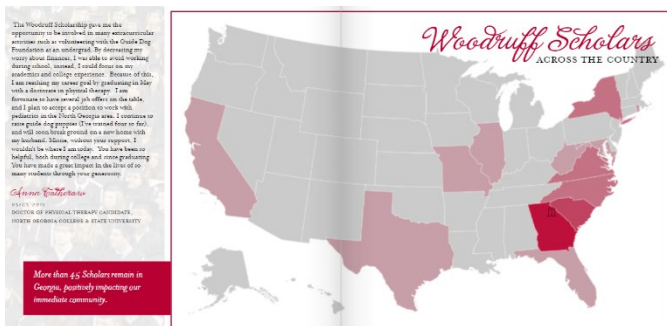 The Woodruff Scholarship gave me the
opportunity to be involved in many extracurricular
activities such as volunteering with the Guide Dog
Foundation as an undergrad. By decreasing my
worry about finances, I was able to avoid working
during school, instead, I could focus on my
academics and college experience. Because of this,
I am reaching my career goal by graduating in May
with a doctorate in physical therapy. I am
fortunate to have several job offers on the table,
and I plan to accept a position to work with
pediatrics in the North Georgia area. I continue to
raise guide dog puppies (I've trained four so far),
and will soon break ground on a new home with
my husband. Missie, without your support, I
wouldn't be where I am today. You have been so
helpful, both during college and since graduating.
You have made a great impact in the lives of so
many students through your generosity.
Anna
DOCTOR OF PHYSICAL THERAPY CANDIDATE,
NORTH GEORGIA COLLEGE & STATE UNIVERSITY
More than 45 Scholars remain in
Georgia, positively impacting our
immediate community.
Woodruff Scholars
ACROSS THE COUNTRY